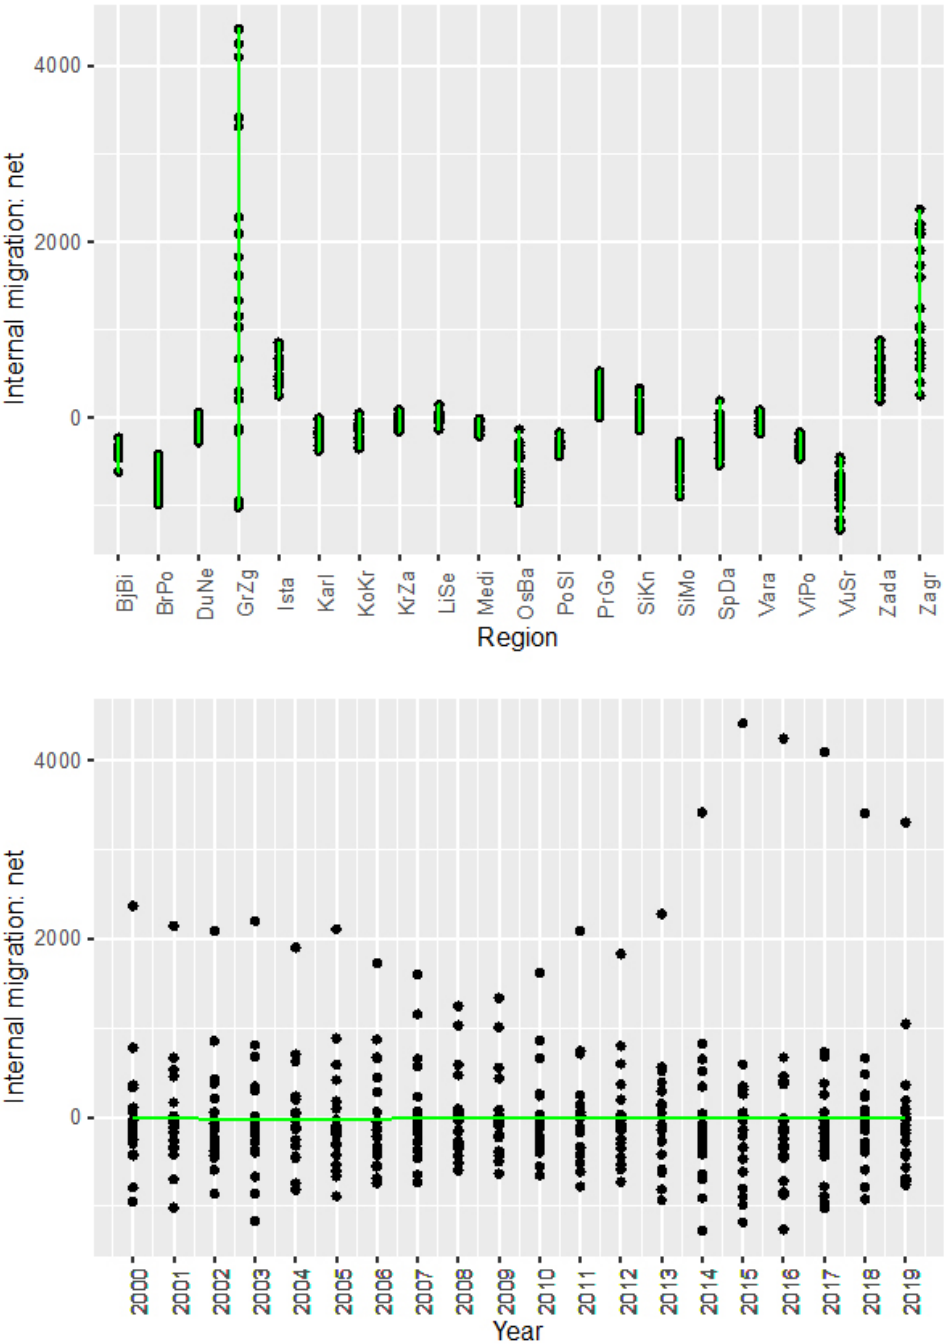 Internal migration: net
4000
2000
0
BjBi
BrPo
DuNe
GrZg
Ista
Karl
KoKr
KrZa
LiSe
Medi
OsBa
PoSl
PrGo
SiKn
SiMo
SpDa
Vara
ViPo
VuSr
Zada
Zagr
Region
Internal migration: net
4000
2000
0
2000
2001
2002
2003
2004
2005
2006
2007
2008
2009
2010
2011
2012
2013
2014
2015
2016
2017
2018
2019
Year